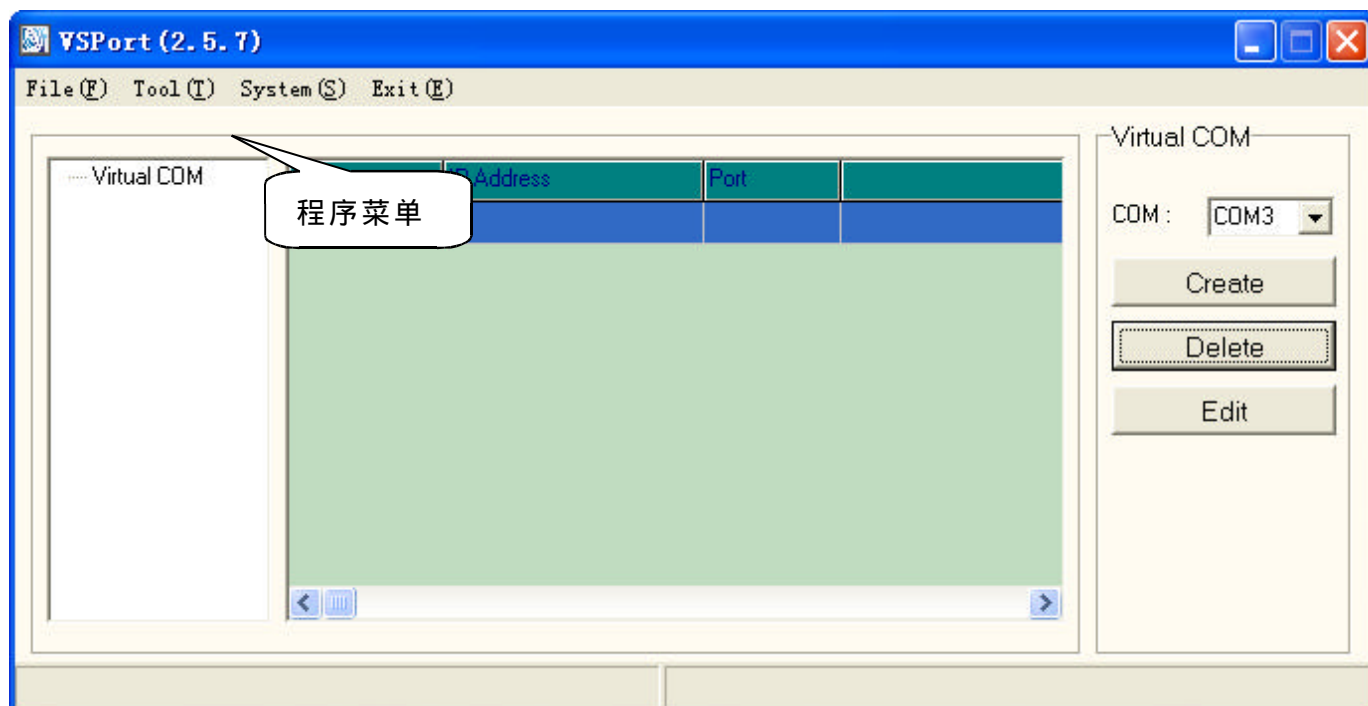 VSPort(2.5.7)
File(F) Tool(T) System(S) Exit(E)
Virtual COM
程序菜单
Address
Port
Virtual COM
COM :
COM3
Create
Delete
Edit